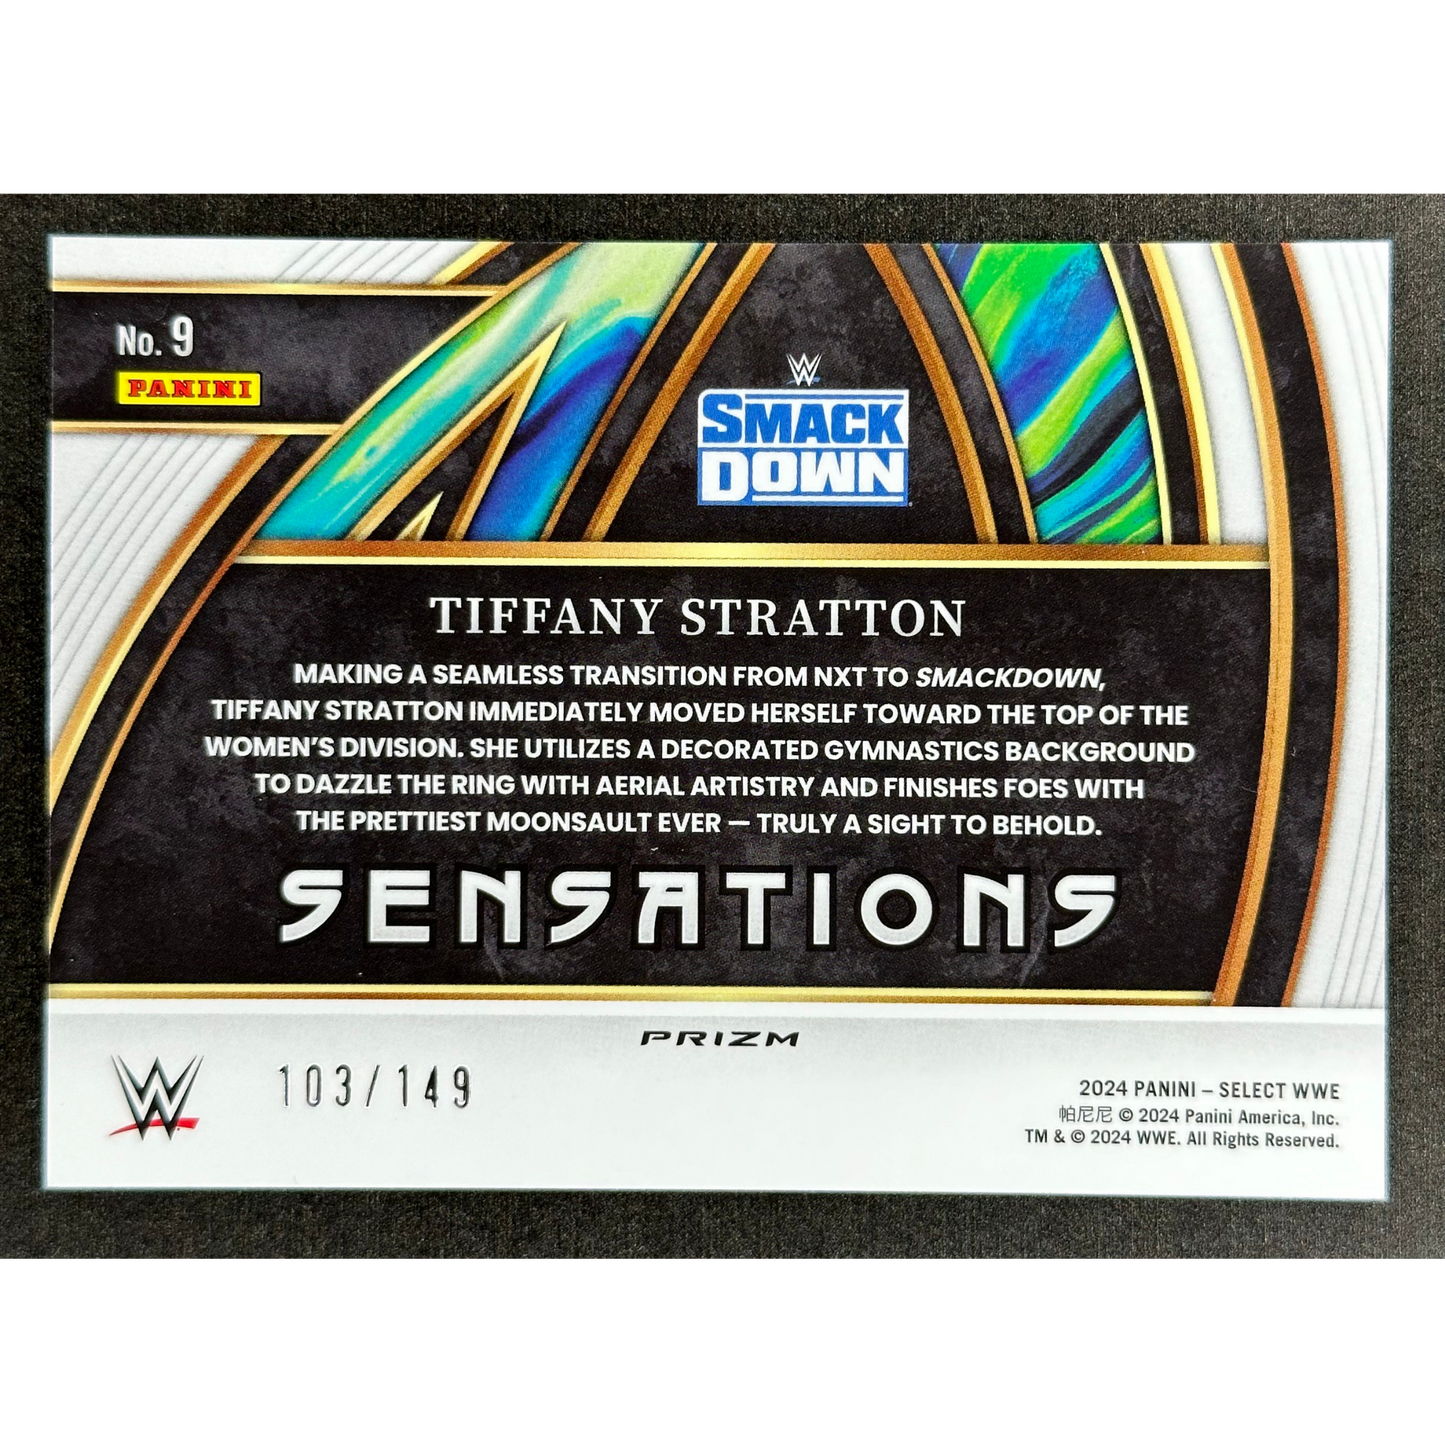 No. 9
PANINI
W
SMACK
DOWN
TIFFANY STRATTON
MAKING A SEAMLESS TRANSITION FROM NXT TO SMACKDOWN,
TIFFANY STRATTON IMMEDIATELY MOVED HERSELF TOWARD THE TOP OF THE
WOMEN'S DIVISION. SHE UTILIZES A DECORATED GYMNASTICS BACKGROUND
TO DAZZLE THE RING WITH AERIAL ARTISTRY AND FINISHES FOES WITH
THE PRETTIEST MOONSAULT EVER — TRULY A SIGHT TO BEHOLD.
SENSATIONS
PRIZM
W
103/149
2024 PANINI – SELECT WWE
帕尼尼 © 2024 Panini America, Inc.
TM & © 2024 WWE. All Rights Reserved.